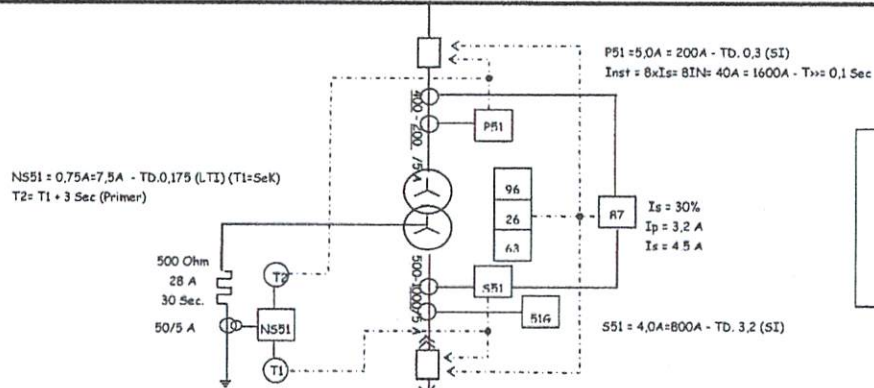 P51 =5,0A = 200A - TD. 0,3 (SI)
Inst = 8xIs= 8IN= 40A = 1600A - T>>= 0,1 Sec
P51
NS51 = 0,75A=7,5A - TD.0,175 (LTI) (T1=SeK)
T2= T1 + 3 Sec (Primer)
96
26
63
87
Is = 30%
Ip = 3,2 A
Is = 4.5 A
500 Ohm
28 A
30 Sec.
50/5 A
T2
NS51
T1
500-1000/5 A
S51
51G
S51 = 4,0A=800A - TD. 3,2 (SI)